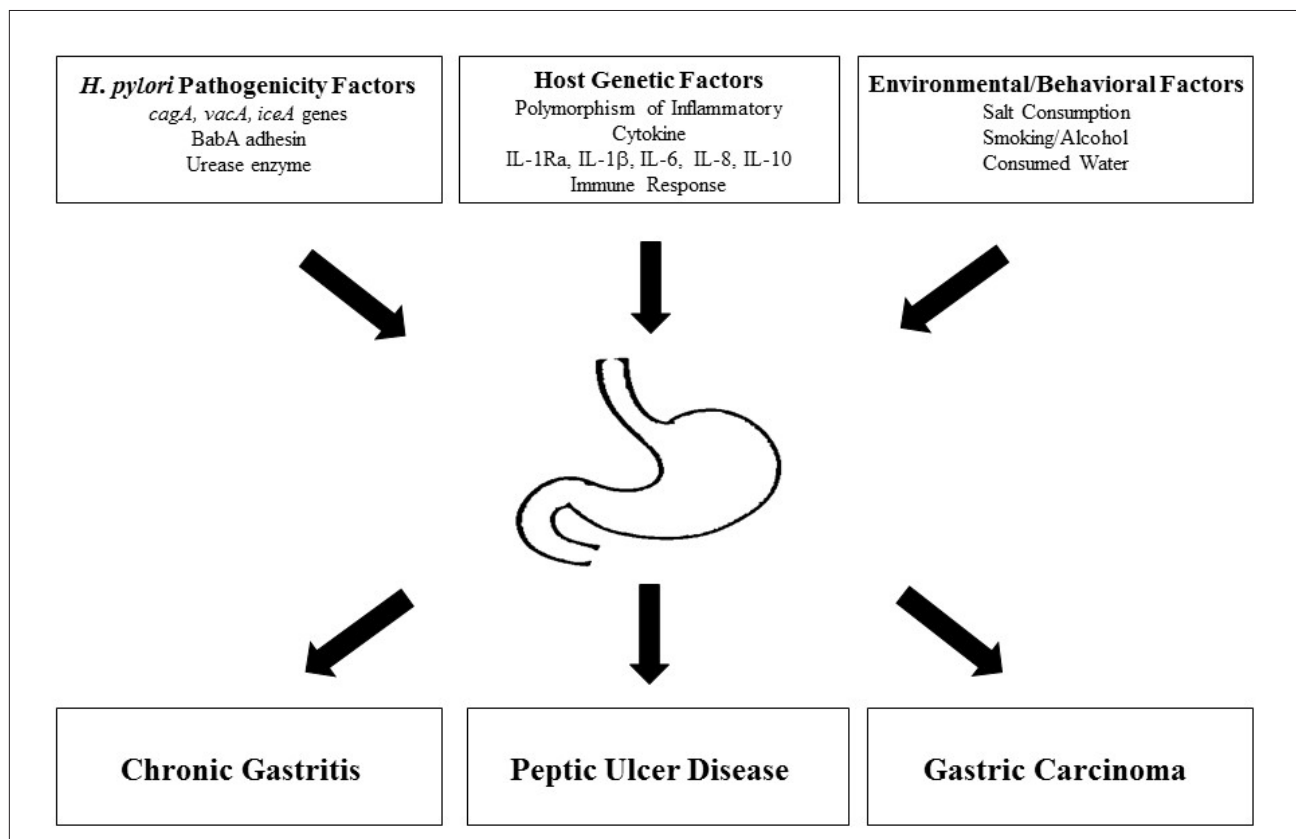 H. pylori Pathogenicity Factors
cagA, vacA, iceA genes
BabA adhesin
Urease enzyme
Host Genetic Factors
Polymorphism of Inflammatory
Cytokine
IL-1Ra, IL-1β, IL-6, IL-8, IL-10
Immune Response
Environmental/Behavioral Factors
Salt Consumption
Smoking/Alcohol
Consumed Water
Chronic Gastritis
Peptic Ulcer Disease
Gastric Carcinoma